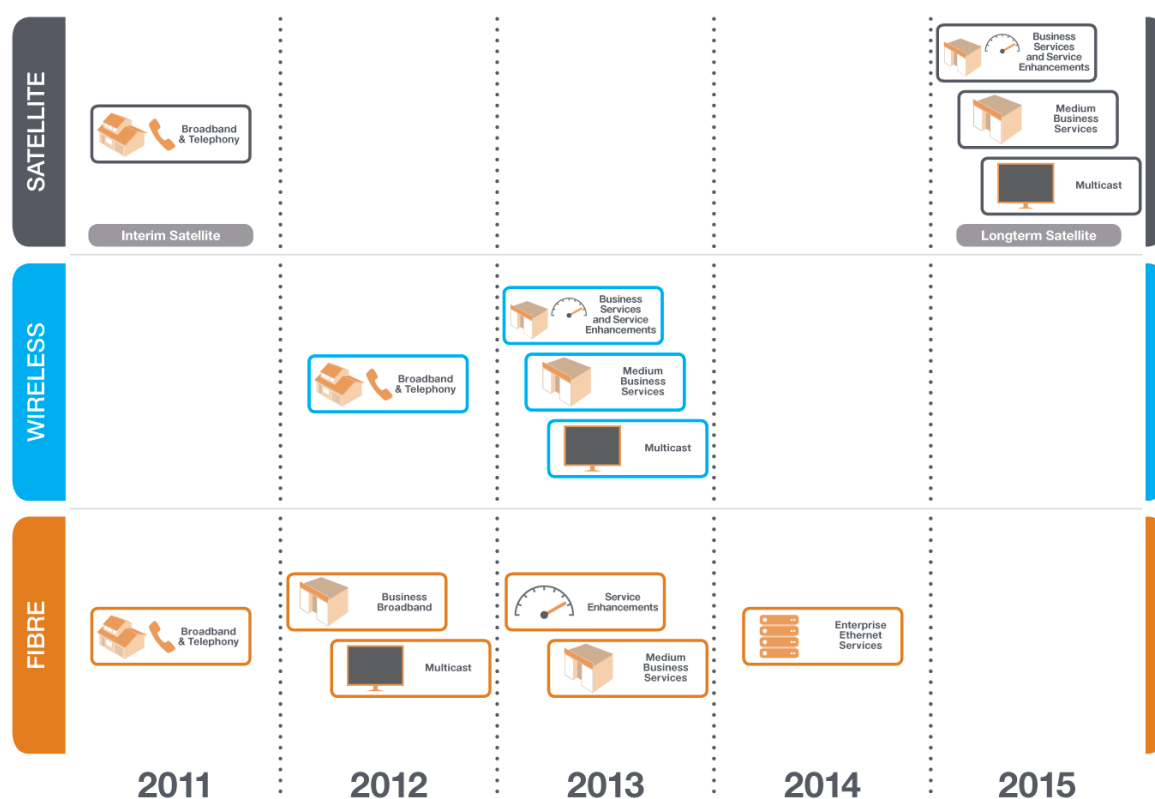 SATELLITE
Broadband
& Telephony
Interim Satellite
Business
Services
and Service
Enhancements
Medium
Business
Services
Multicast
Longterm Satellite
WIRELESS
Broadband
& Telephony
Business
Services
and Service
Enhancements
Medium
Business
Services
Multicast
FIBRE
Broadband
& Telephony
Business
Broadband
Multicast
Service
Enhancements
Medium
Business
Services
Enterprise
Ethernet
Services
2011
2012
2013
2014
2015